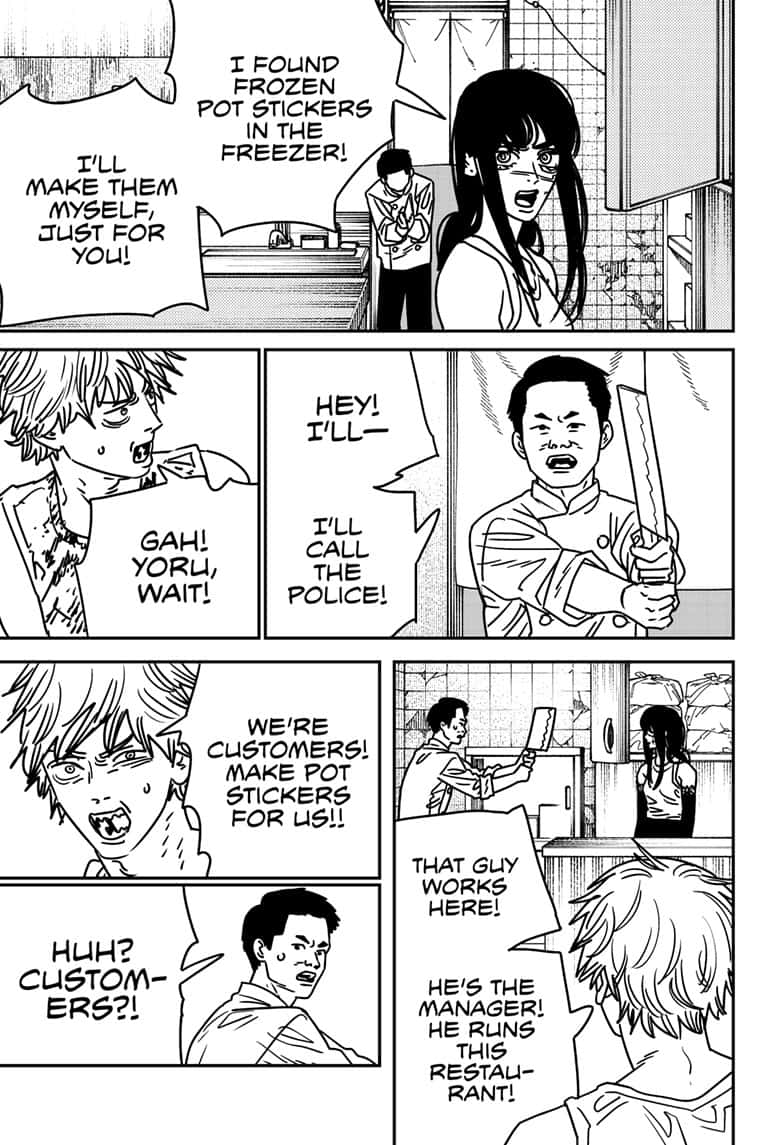 I FOUND
FROZEN
POT STICKERS
IN THE
FREEZER!
I'LL
MAKE THEM
MYSELF,
JUST FOR
YOU!
HEY!
I'LL—
I'LL
CALL
THE
POLICE!
GAH!
YORU,
WAIT!
THAT GUY
WORKS
HERE!
HE'S THE
MANAGER!
HE RUNS
THIS
RESTAU-
RANT!
WE'RE
CUSTOMERS!
MAKE POT
STICKERS
FOR US!!
HUH?
CUSTOM-
ERS?!